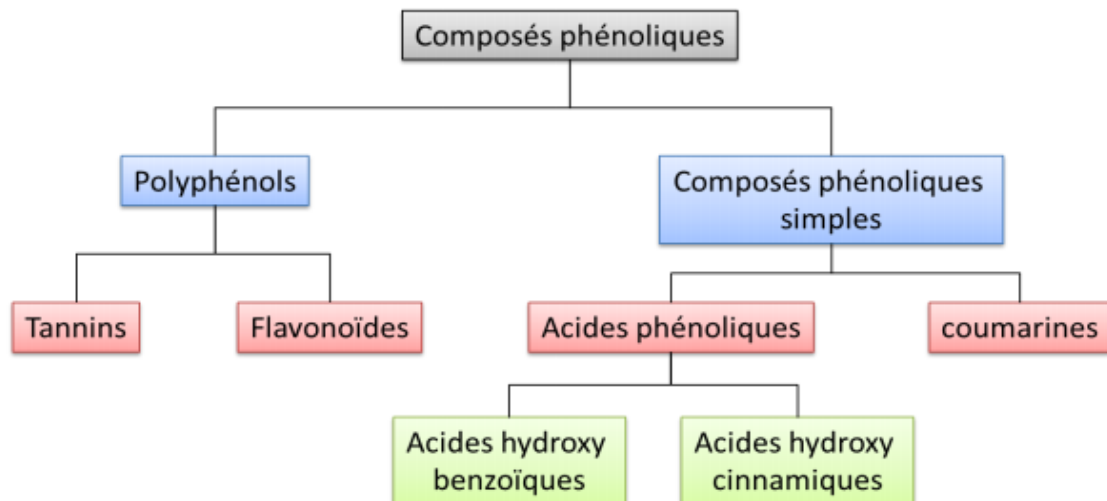 Composés phénoliques
Polyphénols
Composés phénoliques
simples
Tannins
Flavonoïdes
Acides phénoliques
coumarines
Acides hydroxy
benzoïques
Acides hydroxy
cinnamiques